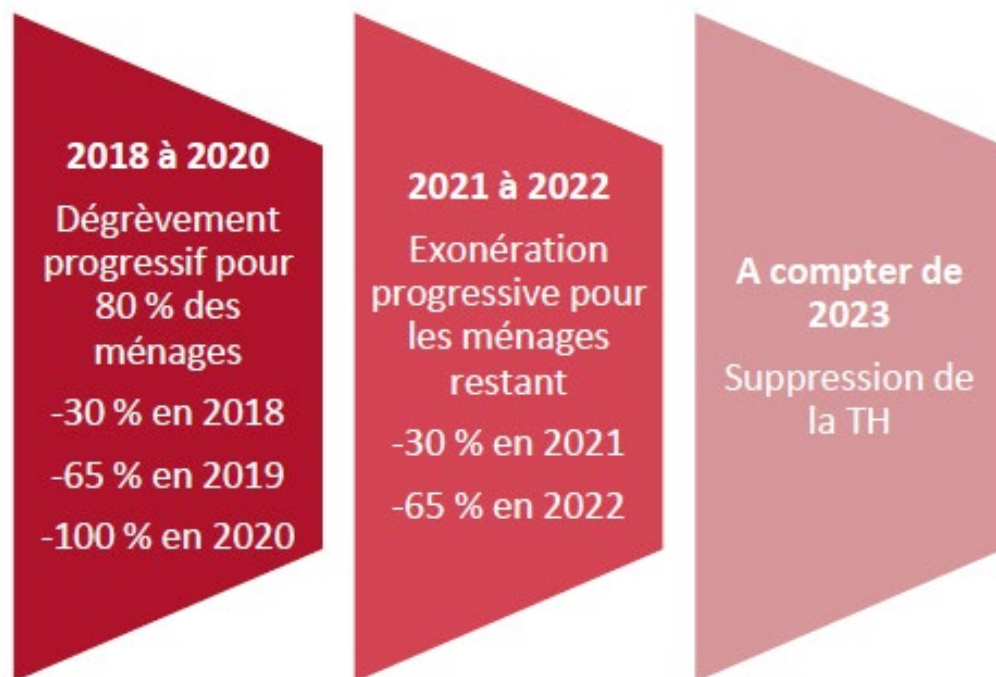 2018 à 2020
Dégrèvement
progressif pour
80 % des
ménages
-30 % en 2018
-65 % en 2019
-100 % en 2020
2021 à 2022
Exonération
progressive pour
les ménages
restant
-30 % en 2021
-65 % en 2022
A compter de
2023
Suppression de
la TH